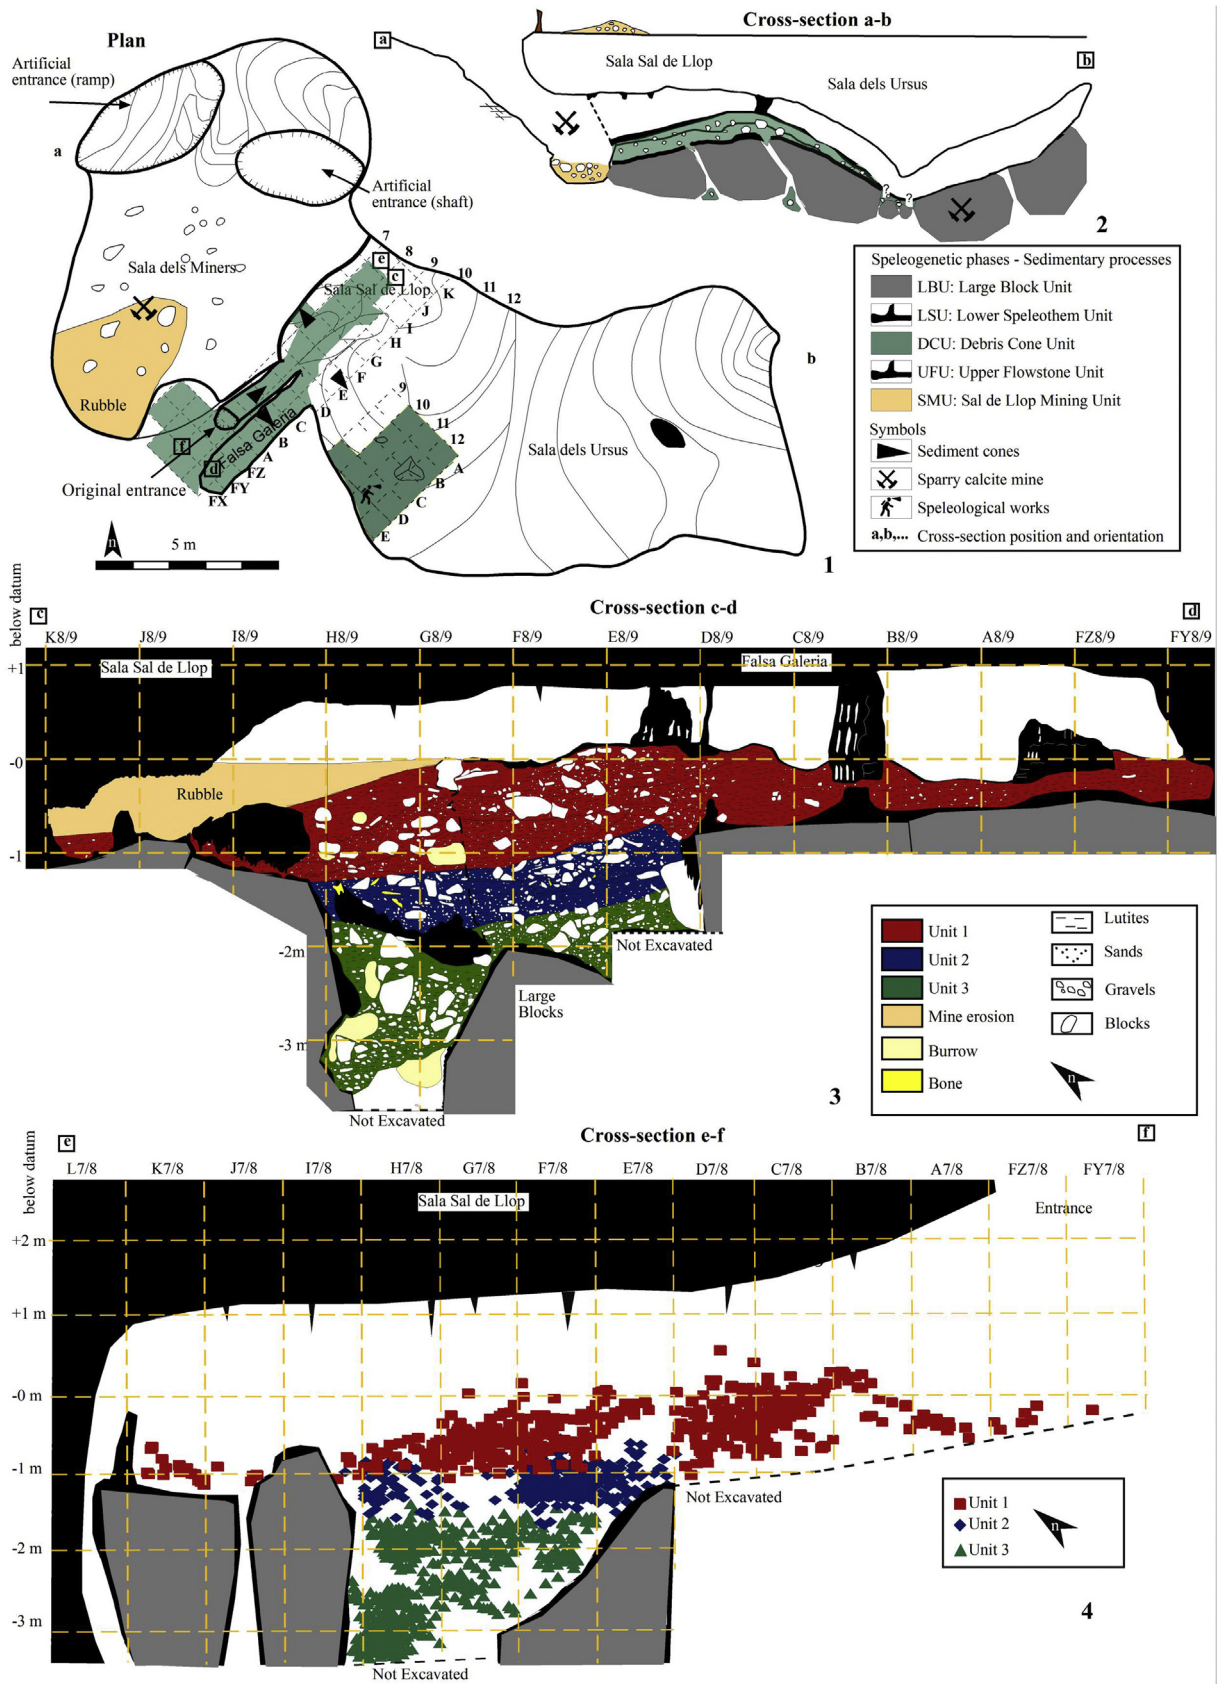 Plan
Artificial
entrance (ramp)
a
Artificial
entrance (shaft)
Sala dels Miners
7
8
9
10
11
12
e
c
Sala Sal de Llop
K
J
I
H
G
F
E
D
C
B
A
FZ
FY
FX
9
10
11
12
A
B
C
D
E
Rubble
f
d
Falsa Galeria
Original entrance
Sala dels Ursus
b
n
5 m
1
Cross-section a-b
a
b
Sala Sal de Llop
Sala dels Ursus
?
?
2
Speleogenetic phases - Sedimentary processes
LBU: Large Block Unit
LSU: Lower Speleothem Unit
DCU: Debris Cone Unit
UFU: Upper Flowstone Unit
SMU: Sal de Llop Mining Unit
Symbols
Sediment cones
Sparry calcite mine
Speleological works
a,b,... Cross-section position and orientation
Cross-section c-d
below datum
c
d
K8/9 J8/9 I8/9 H8/9 G8/9 F8/9 E8/9 D8/9 C8/9 B8/9 A8/9 FZ8/9 FY8/9
+1
Sala Sal de Llop
Falsa Galeria
-0
Rubble
-1
-2m
Not Excavated
Large
Blocks
-3 m
Not Excavated
Unit 1
Unit 2
Unit 3
Mine erosion
Burrow
Bone
Lutites
Sands
Gravels
Blocks
n
3
Cross-section e-f
below datum
e
f
L7/8 K7/8 J7/8 I7/8 H7/8 G7/8 F7/8 E7/8 D7/8 C7/8 B7/8 A7/8 FZ7/8 FY7/8
Sala Sal de Llop
Entrance
+2 m
+1 m
-0 m
-1 m
Not Excavated
-2 m
-3 m
Not Excavated
Unit 1
Unit 2
Unit 3
n
4